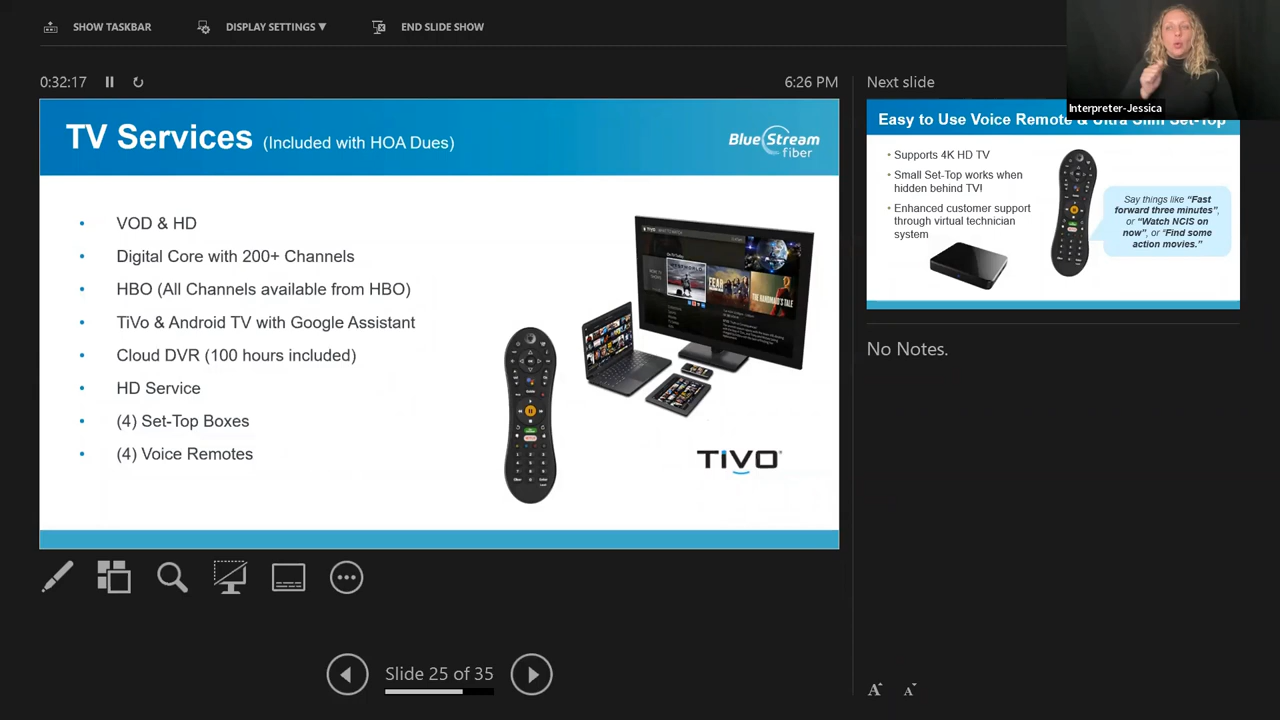 SHOW TASKBAR
DISPLAY SETTINGS ▼
END SLIDE SHOW
0:32:17
6:26 PM
TV Services (Included with HOA Dues)
Blue Stream
fiber
• VOD & HD
• Digital Core with 200+ Channels
• HBO (All Channels available from HBO)
• TiVo & Android TV with Google Assistant
• Cloud DVR (100 hours included)
• HD Service
• (4) Set-Top Boxes
• (4) Voice Remotes
TIVO
Slide 25 of 35
Next slide
Interpreter-Jessica
Easy to Use Voice Remote & Ultra Slim Set-Top
• Supports 4K HD TV
• Small Set-Top works when
hidden behind TV!
• Enhanced customer support
through virtual technician
system
Say things like "Fast
forward three minutes",
or "Watch NCIS on
now", or "Find some
action movies."
No Notes.
A A